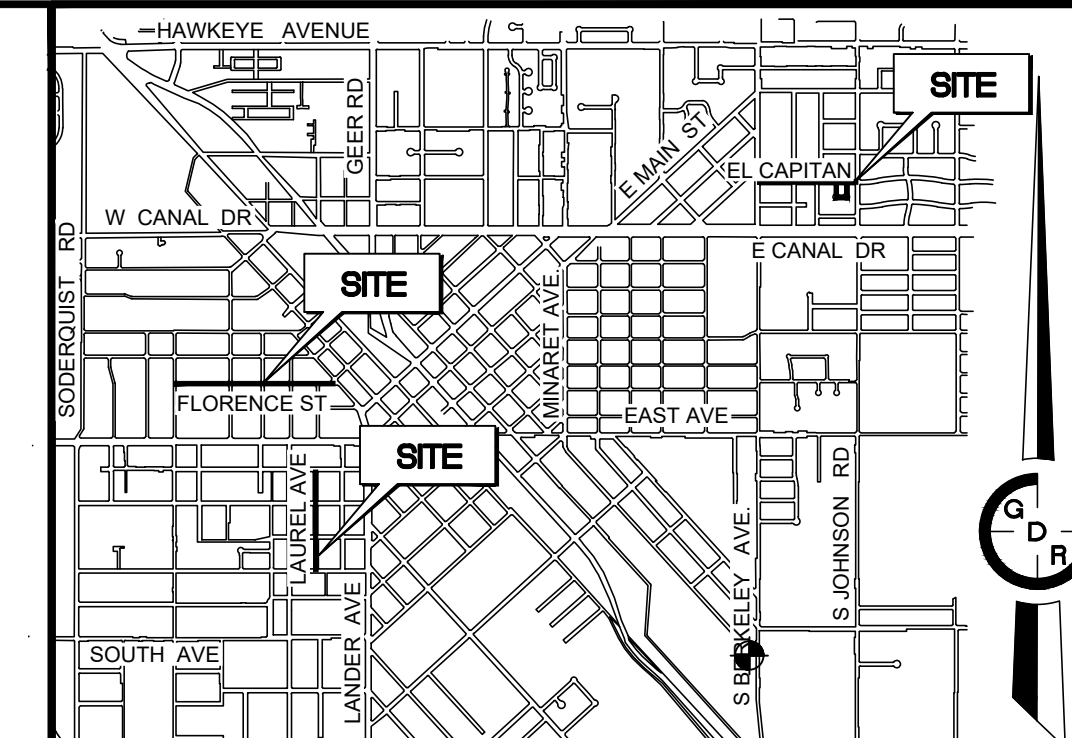 HAWKEYE AVENUE
SITE
GEER RD
E MAIN ST
EL CAPITAN
W CANAL DR
E CANAL DR
SODERQUIST RD
SITE
MINARET AVE.
FLORENCE ST
EAST AVE
SITE
LAUREL AVE
S JOHNSON RD
G
D
R
S BERKELEY AVE.
LANDER AVE
SOUTH AVE